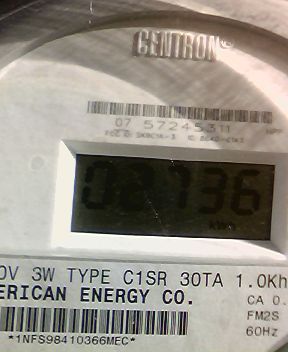 CENTRON®
07 57245311
02736
kWh
0V 3W TYPE C1SR 30TA 1.0Kh
ERICAN ENERGY CO.
CA 0.
FM2S
*1NFS98410366MEC*
60Hz